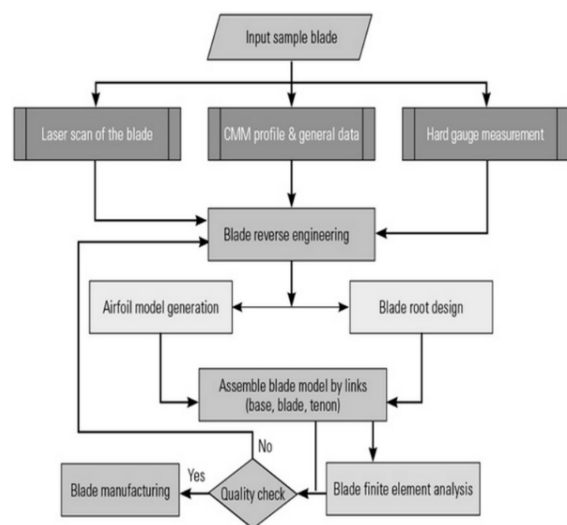 Input sample blade
Laser scan of the blade
CMM profile & general data
Hard gauge measurement
Blade reverse engineering
Airfoil model generation
Blade root design
Assemble blade model by links
(base, blade, tenon)
No
Yes
Blade manufacturing
Quality check
Blade finite element analysis